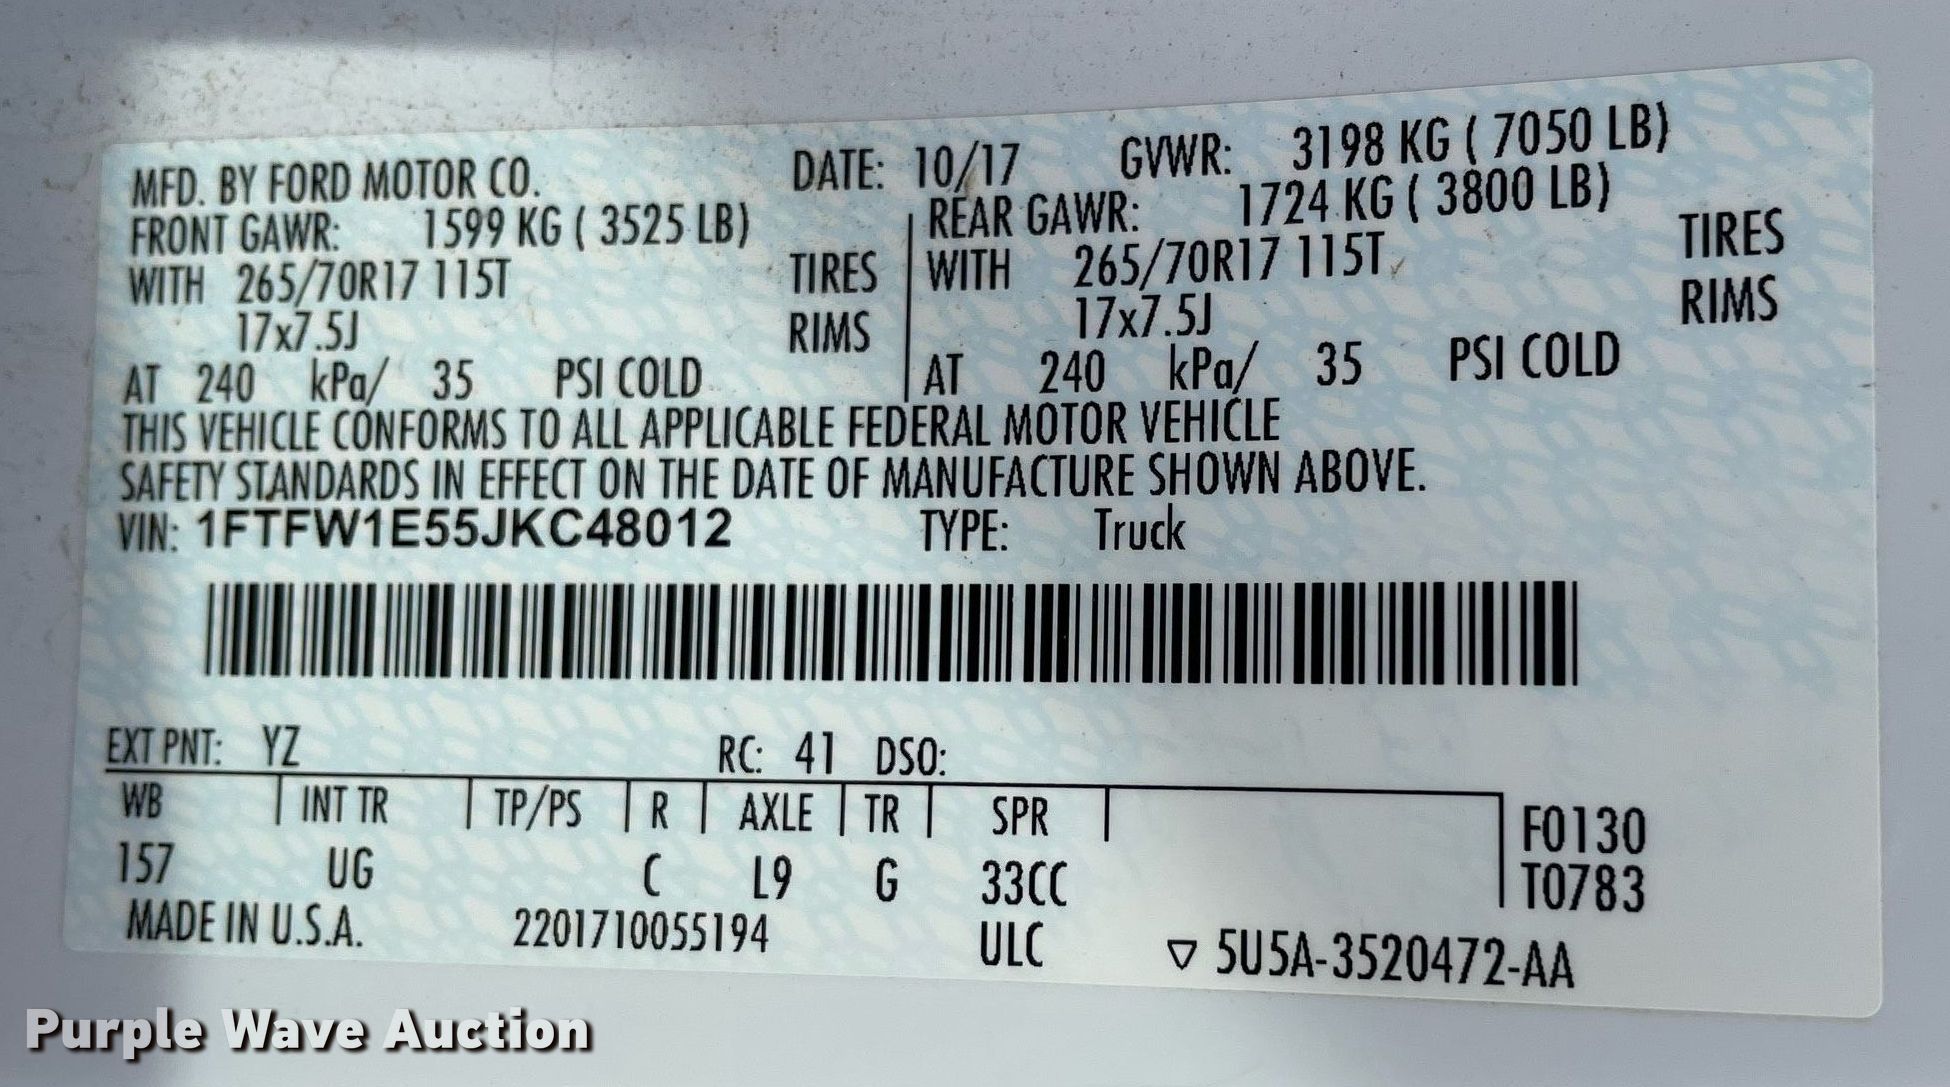 MFD. BY FORD MOTOR CO. DATE: 10/17 GVWR: 3198 KG ( 7050 LB)
FRONT GAWR: 1599 KG ( 3525 LB) REAR GAWR: 1724 KG ( 3800 LB)
WITH 265/70R17 115T TIRES WITH 265/70R17 115T TIRES
17x7.5J RIMS 17x7.5J RIMS
AT 240 kPa/ 35 PSI COLD AT 240 kPa/ 35 PSI COLD
THIS VEHICLE CONFORMS TO ALL APPLICABLE FEDERAL MOTOR VEHICLE
SAFETY STANDARDS IN EFFECT ON THE DATE OF MANUFACTURE SHOWN ABOVE.
VIN: 1FTFW1E55JKC48012 TYPE: Truck
EXT PNT: YZ RC: 41 DSO:
WB INT TR TP/PS R AXLE TR SPR F0130
157 UG C L9 G 33CC T0783
MADE IN U.S.A. 2201710055194 ULC ▽ 5U5A-3520472-AA
Purple Wave Auction